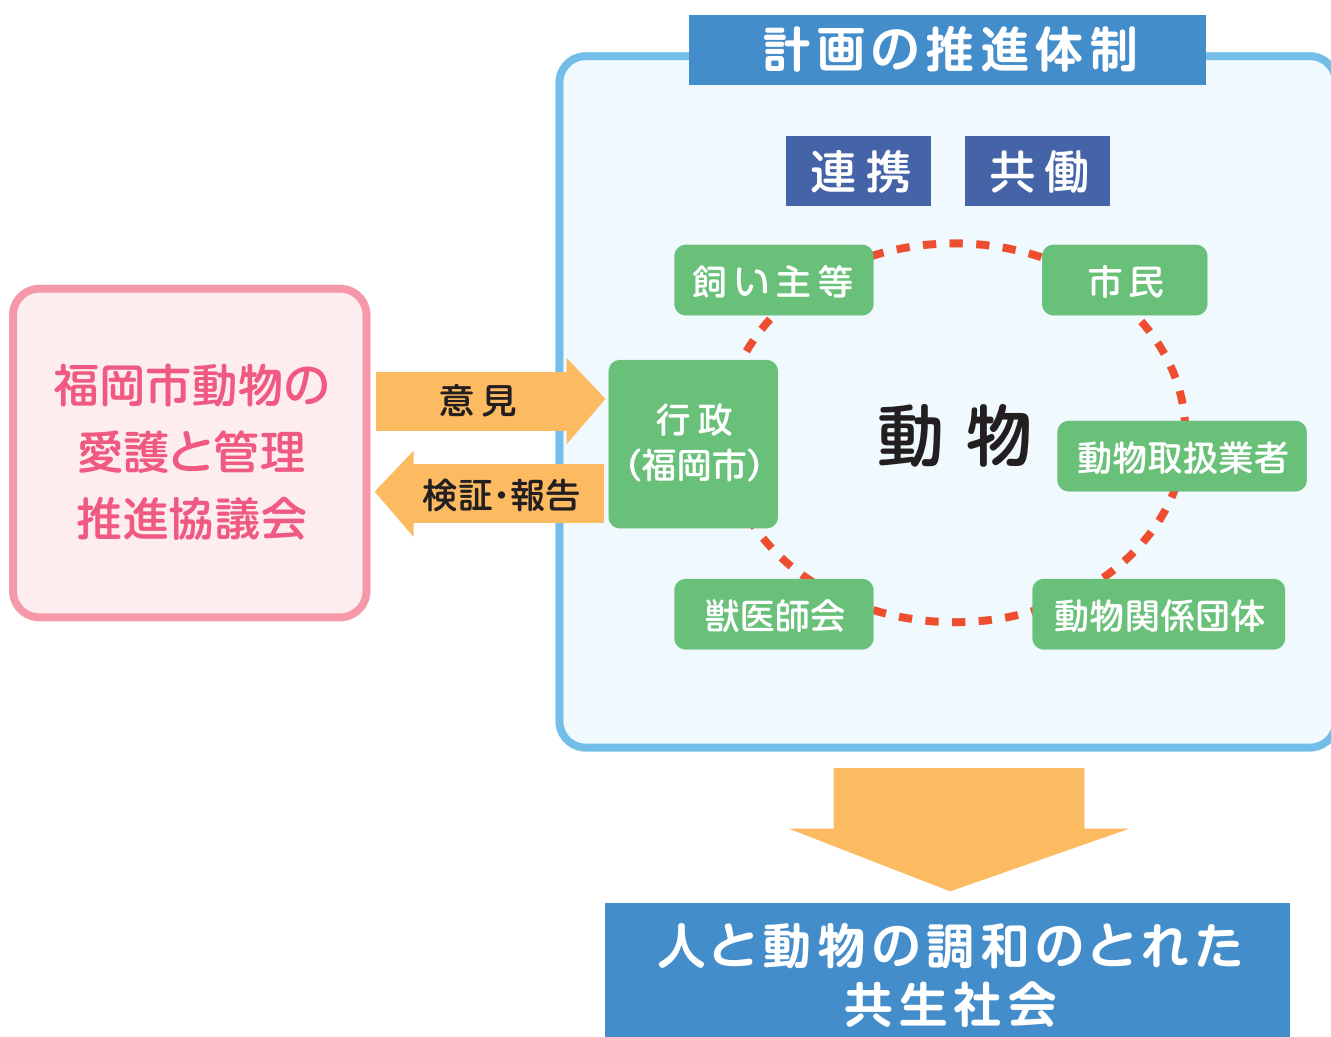 計画の推進体制
連携
共働
飼い主等
市民
福岡市動物の
愛護と管理
推進協議会
意見
検証・報告
行政
(福岡市)
動物
動物取扱業者
獣医師会
動物関係団体
人と動物の調和のとれた
共生社会